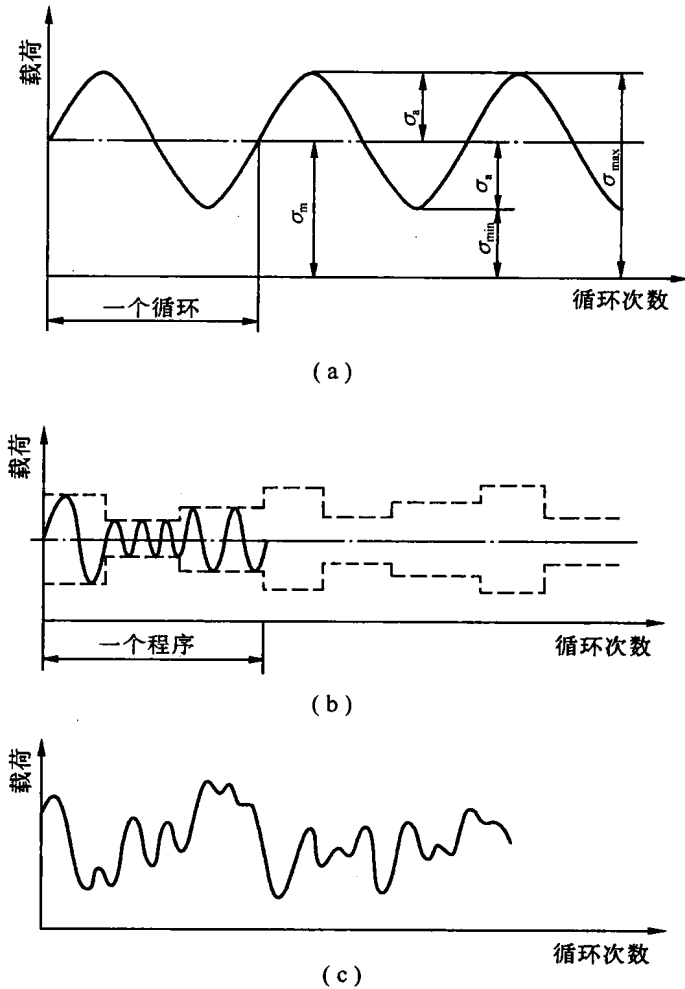 载荷
σa
σa
σm
σmin
σmax
循环次数
一个循环
(a)
载荷
一个程序
循环次数
(b)
载荷
循环次数
(c)